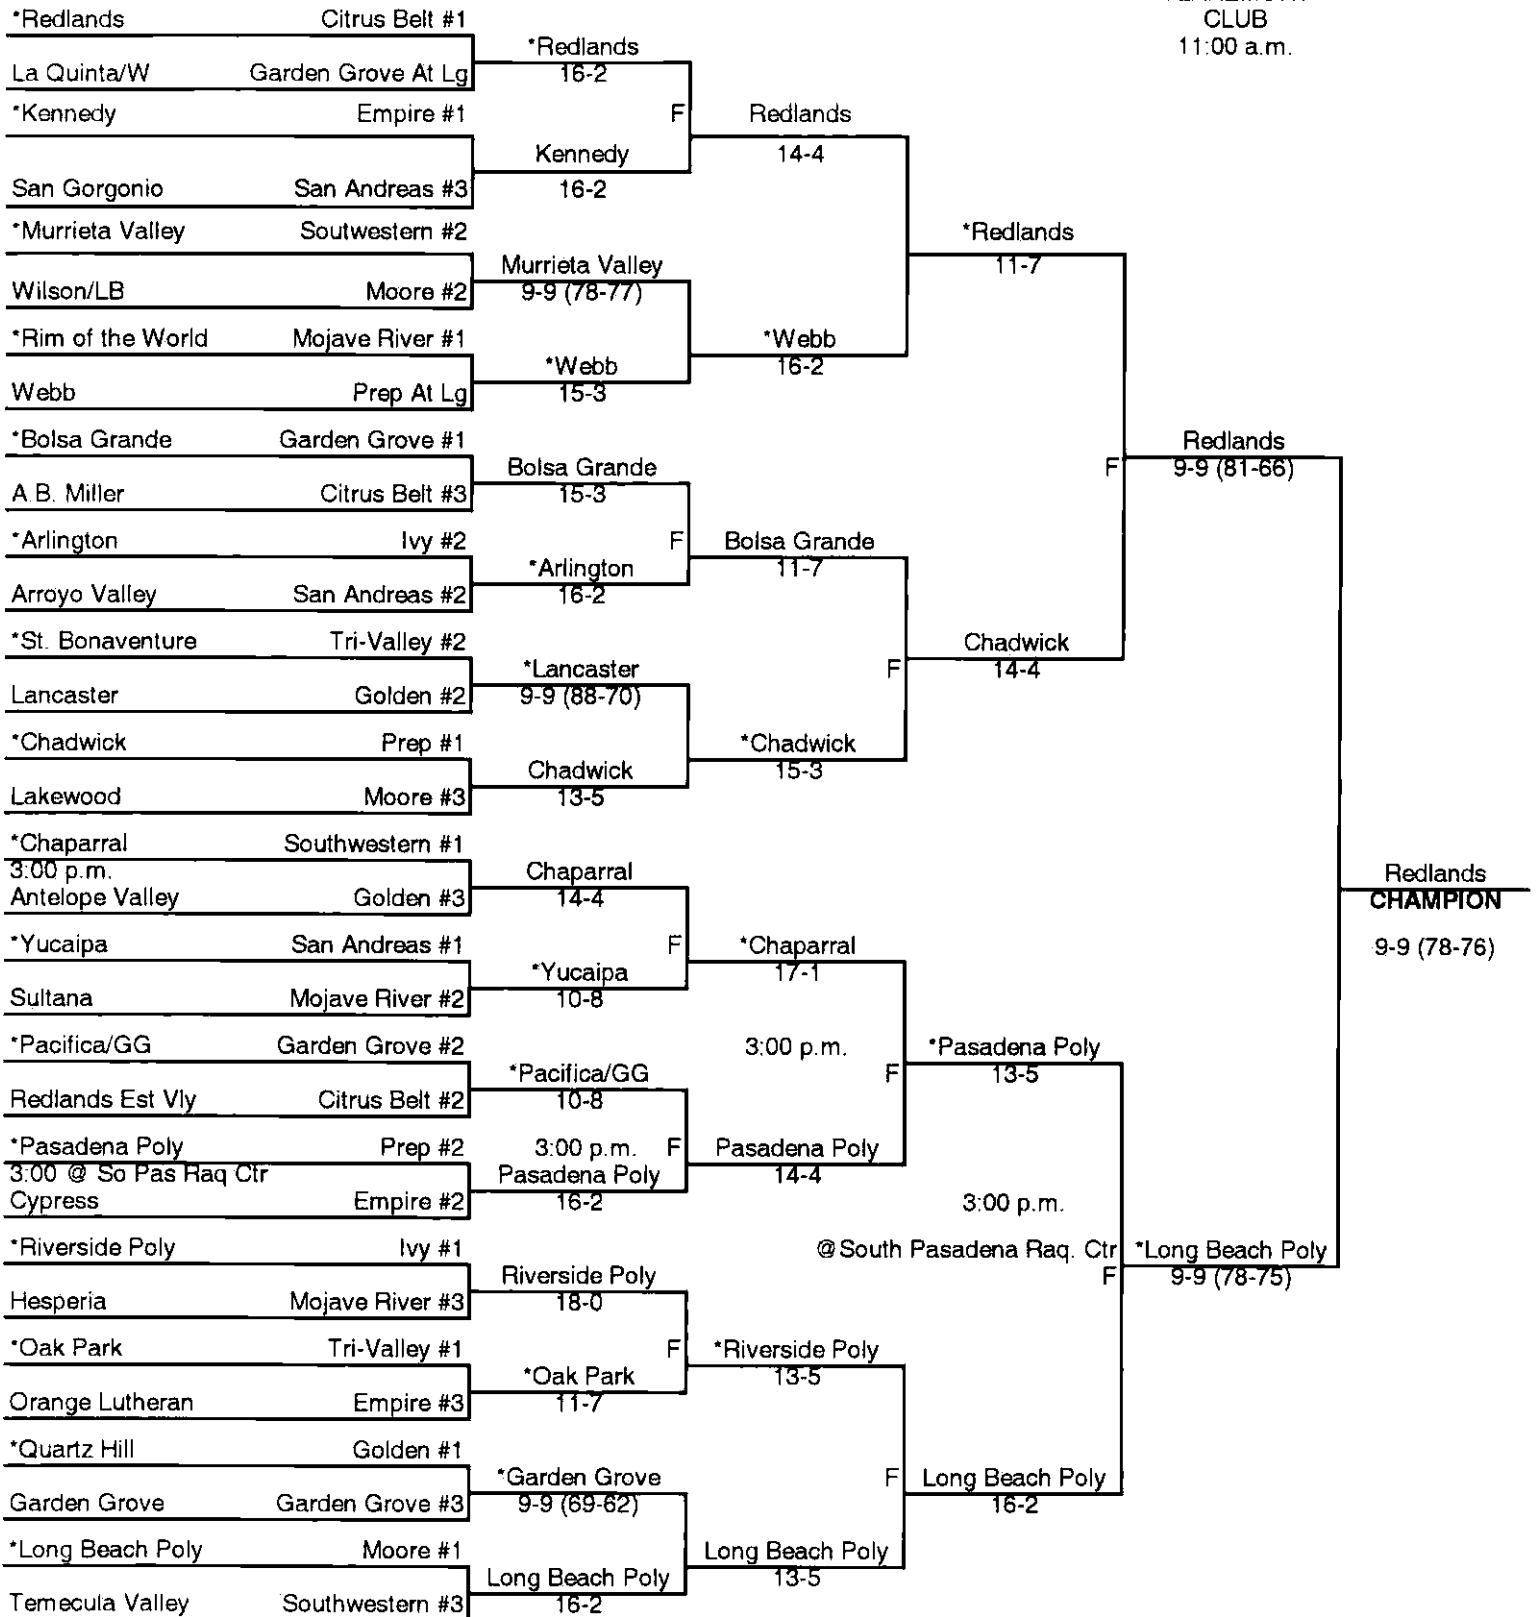 *Redlands Citrus Belt #1
CLUB
11:00 a.m.
*Redlands
La Quinta/W Garden Grove At Lg
16-2
*Kennedy Empire #1
F
Redlands
14-4
Kennedy
San Gorgonio San Andreas #3
16-2
*Murrieta Valley Soutwestern #2
*Redlands
11-7
Murrieta Valley
Wilson/LB Moore #2
9-9 (78-77)
*Rim of the World Mojave River #1
*Webb
16-2
*Webb
Webb Prep At Lg
15-3
*Bolsa Grande Garden Grove #1
Redlands
F
9-9 (81-66)
Bolsa Grande
A.B. Miller Citrus Belt #3
15-3
*Arlington Ivy #2
F
Bolsa Grande
11-7
*Arlington
Arroyo Valley San Andreas #2
16-2
*St. Bonaventure Tri-Valley #2
Chadwick
F
14-4
*Lancaster
Lancaster Golden #2
9-9 (88-70)
*Chadwick Prep #1
*Chadwick
15-3
Chadwick
Lakewood Moore #3
13-5
*Chaparral Southwestern #1
3:00 p.m.
Chaparral
Antelope Valley Golden #3
14-4
Redlands
CHAMPION
9-9 (78-76)
*Yucaipa San Andreas #1
F
*Chaparral
17-1
*Yucaipa
Sultana Mojave River #2
10-8
*Pacifica/GG Garden Grove #2
3:00 p.m.
*Pasadena Poly
F
13-5
*Pacifica/GG
Redlands Est Vly Citrus Belt #2
10-8
*Pasadena Poly Prep #2
3:00 p.m.
F
Pasadena Poly
14-4
3:00 @ So Pas Raq Ctr
Pasadena Poly
Cypress Empire #2
16-2
3:00 p.m.
*Riverside Poly Ivy #1
@South Pasadena Raq. Ctr
*Long Beach Poly
F
9-9 (78-75)
Riverside Poly
Hesperia Mojave River #3
18-0
*Oak Park Tri-Valley #1
F
*Riverside Poly
13-5
*Oak Park
Orange Lutheran Empire #3
11-7
*Quartz Hill Golden #1
F
Long Beach Poly
16-2
*Garden Grove
Garden Grove Garden Grove #3
9-9 (69-62)
*Long Beach Poly Moore #1
Long Beach Poly
13-5
Long Beach Poly
Temecula Valley Southwestern #3
16-2